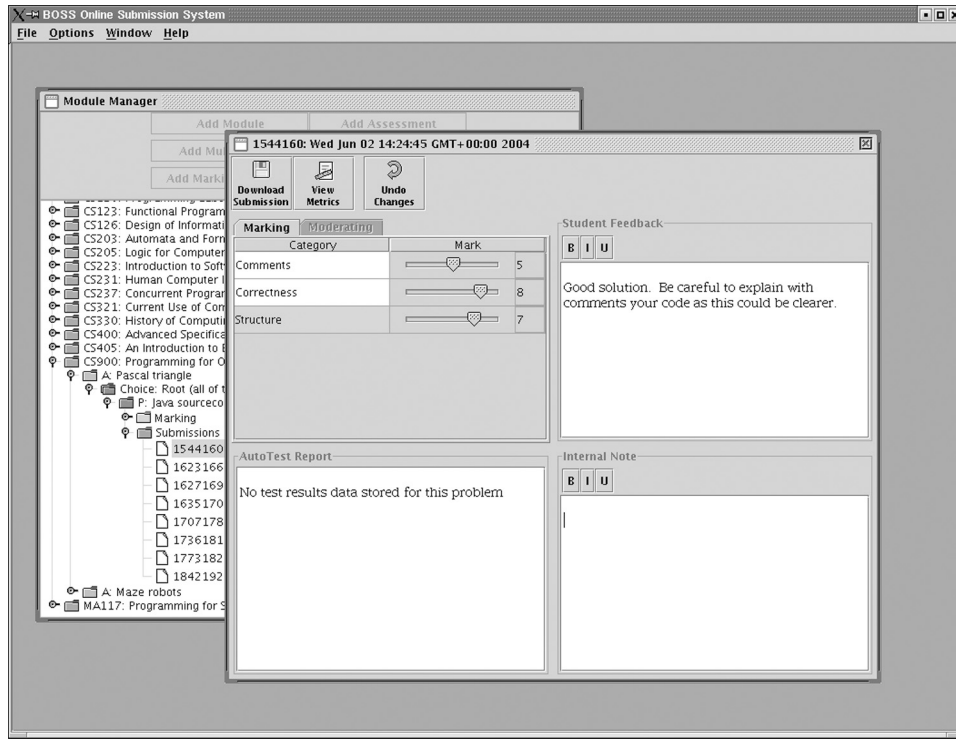 BOSS Online Submission System
File Options Window Help
Module Manager
Add Module Add Assessment
Add Mul
Add Marki
CS123: Functional Program
CS126: Design of Informati
CS203: Automata and Forn
CS205: Logic for Computer
CS223: Introduction to Soft
CS231: Human Computer I
CS237: Concurrent Program
CS321: Current Use of Com
CS330: History of Computin
CS400: Advanced Specifica
CS405: An Introduction to E
CS900: Programming for O
A: Pascal triangle
Choice: Root (all of t
P: Java sourceco
Marking
Submissions
1544160
1623166
1627169
1635170
1707178
1736181
1773182
1842192
A: Maze robots
MA117: Programming for S
1544160: Wed Jun 02 14:24:45 GMT+00:00 2004
Download Submission
View Metrics
Undo Changes
Marking Moderating
Category Mark
Comments 5
Correctness 8
Structure 7
Student Feedback
B I U
Good solution. Be careful to explain with
comments your code as this could be clearer.
AutoTest Report
No test results data stored for this problem
Internal Note
B I U